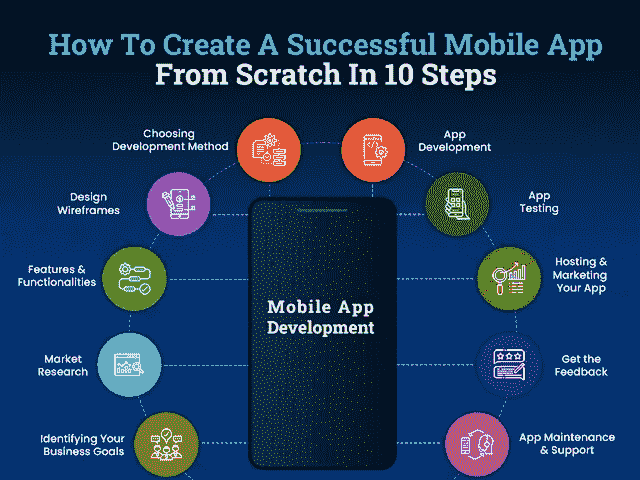 How To Create A Successful Mobile App
From Scratch In 10 Steps
Choosing
Development Method
App
Development
Design
Wireframes
App
Testing
Features &
Functionalities
Hosting &
Marketing
Your App
Mobile App
Development
Market
Research
Get the
Feedback
Identifying Your
Business Goals
App Maintenance
& Support